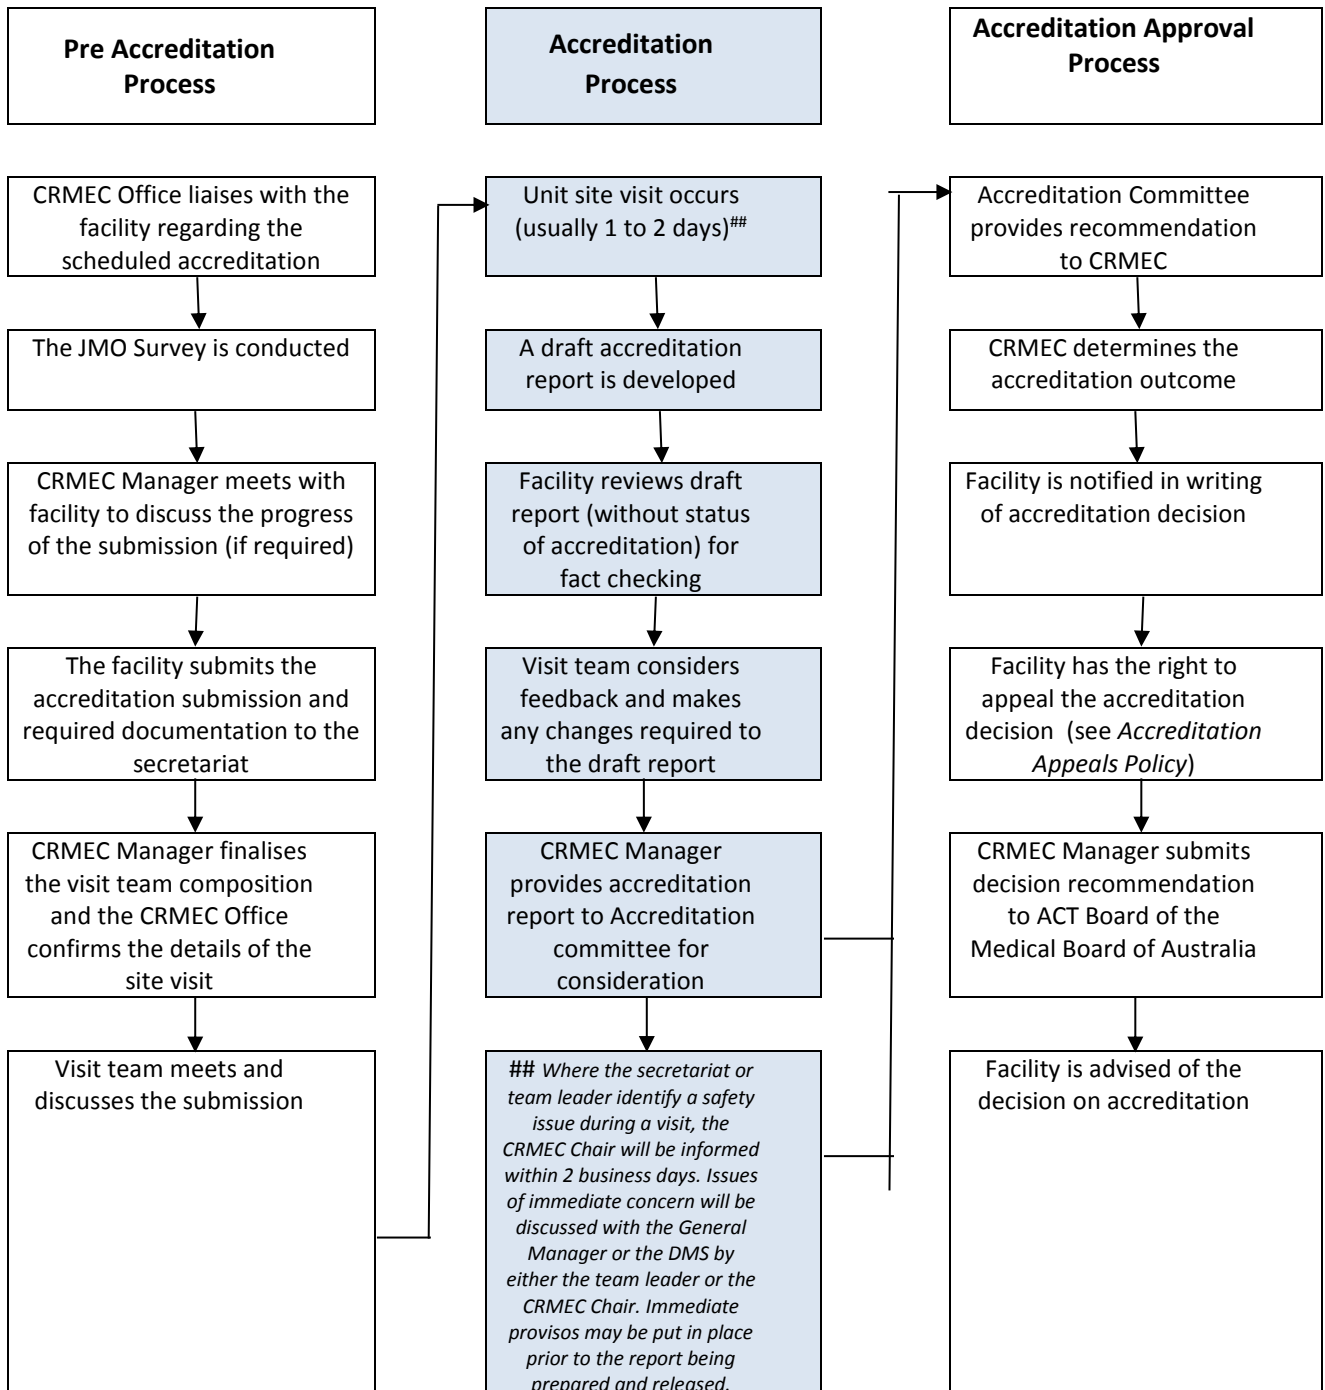 Pre Accreditation
Process
CRMEC Office liaises with the
facility regarding the
scheduled accreditation
The JMO Survey is conducted
CRMEC Manager meets with
facility to discuss the progress
of the submission (if required)
The facility submits the
accreditation submission and
required documentation to the
secretariat
CRMEC Manager finalises
the visit team composition
and the CRMEC Office
confirms the details of the
site visit
Visit team meets and
discusses the submission
Accreditation
Process
Unit site visit occurs
(usually 1 to 2 days)##
A draft accreditation
report is developed
Facility reviews draft
report (without status
of accreditation) for
fact checking
Visit team considers
feedback and makes
any changes required to
the draft report
CRMEC Manager
provides accreditation
report to Accreditation
committee for
consideration
## Where the secretariat or
team leader identify a safety
issue during a visit, the
CRMEC Chair will be informed
within 2 business days. Issues
of immediate concern will be
discussed with the General
Manager or the DMS by
either the team leader or the
CRMEC Chair. Immediate
provisos may be put in place
prior to the report being
prepared and released.
Accreditation Approval
Process
Accreditation Committee
provides recommendation
to CRMEC
CRMEC determines the
accreditation outcome
Facility is notified in writing
of accreditation decision
Facility has the right to
appeal the accreditation
decision (see Accreditation
Appeals Policy)
CRMEC Manager submits
decision recommendation
to ACT Board of the
Medical Board of Australia
Facility is advised of the
decision on accreditation